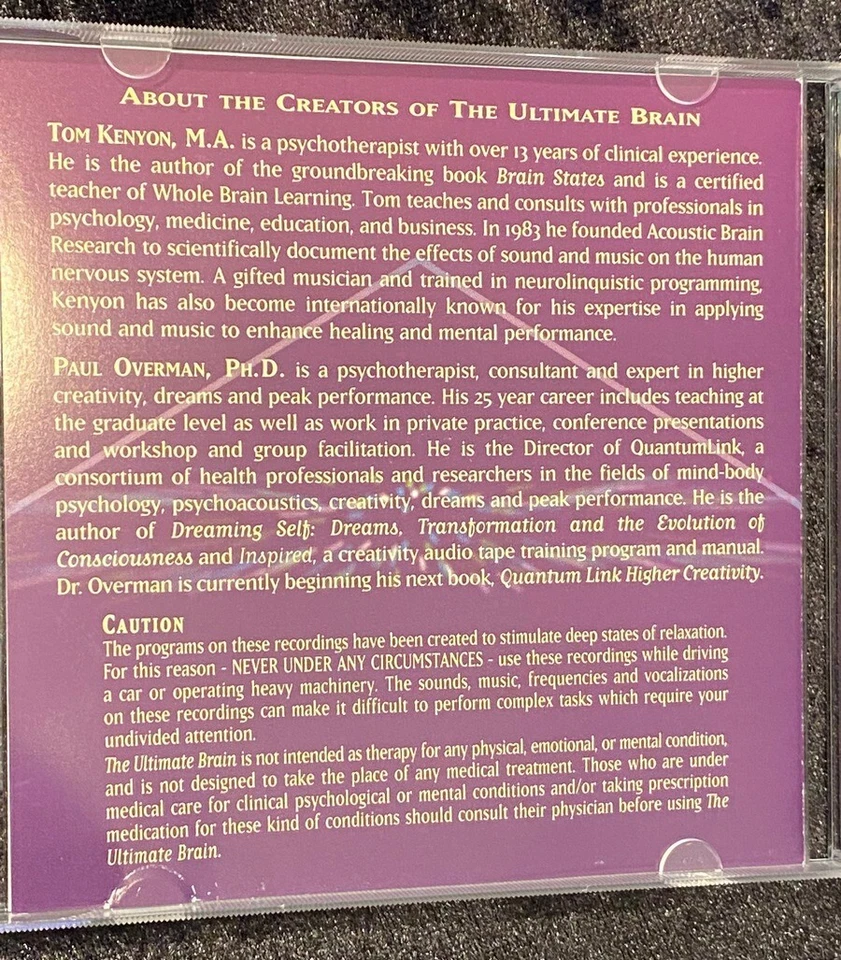 About the Creators of The Ultimate Brain
Tom Kenyon, M.A. is a psychotherapist with over 13 years of clinical experience.
He is the author of the groundbreaking book Brain States and is a certified
teacher of Whole Brain Learning. Tom teaches and consults with professionals in
psychology, medicine, education, and business. In 1983 he founded Acoustic Brain
Research to scientifically document the effects of sound and music on the human
nervous system. A gifted musician and trained in neurolinquistic programming,
Kenyon has also become internationally known for his expertise in applying
sound and music to enhance healing and mental performance.
Paul Overman, Ph.D. is a psychotherapist, consultant and expert in higher
creativity, dreams and peak performance. His 25 year career includes teaching at
the graduate level as well as work in private practice, conference presentations
and workshop and group facilitation. He is the Director of QuantumLink, a
consortium of health professionals and researchers in the fields of mind-body
psychology, psychoacoustics, creativity, dreams and peak performance. He is the
author of Dreaming Self: Dreams, Transformation and the Evolution of
Consciousness and Inspired, a creativity audio tape training program and manual.
Dr. Overman is currently beginning his next book, Quantum Link Higher Creativity.
Caution
The programs on these recordings have been created to stimulate deep states of relaxation.
For this reason - NEVER UNDER ANY CIRCUMSTANCES - use these recordings while driving
a car or operating heavy machinery. The sounds, music, frequencies and vocalizations
on these recordings can make it difficult to perform complex tasks which require your
undivided attention.
The Ultimate Brain is not intended as therapy for any physical, emotional, or mental condition,
and is not designed to take the place of any medical treatment. Those who are under
medical care for clinical psychological or mental conditions and/or taking prescription
medication for these kind of conditions should consult their physician before using The
Ultimate Brain.